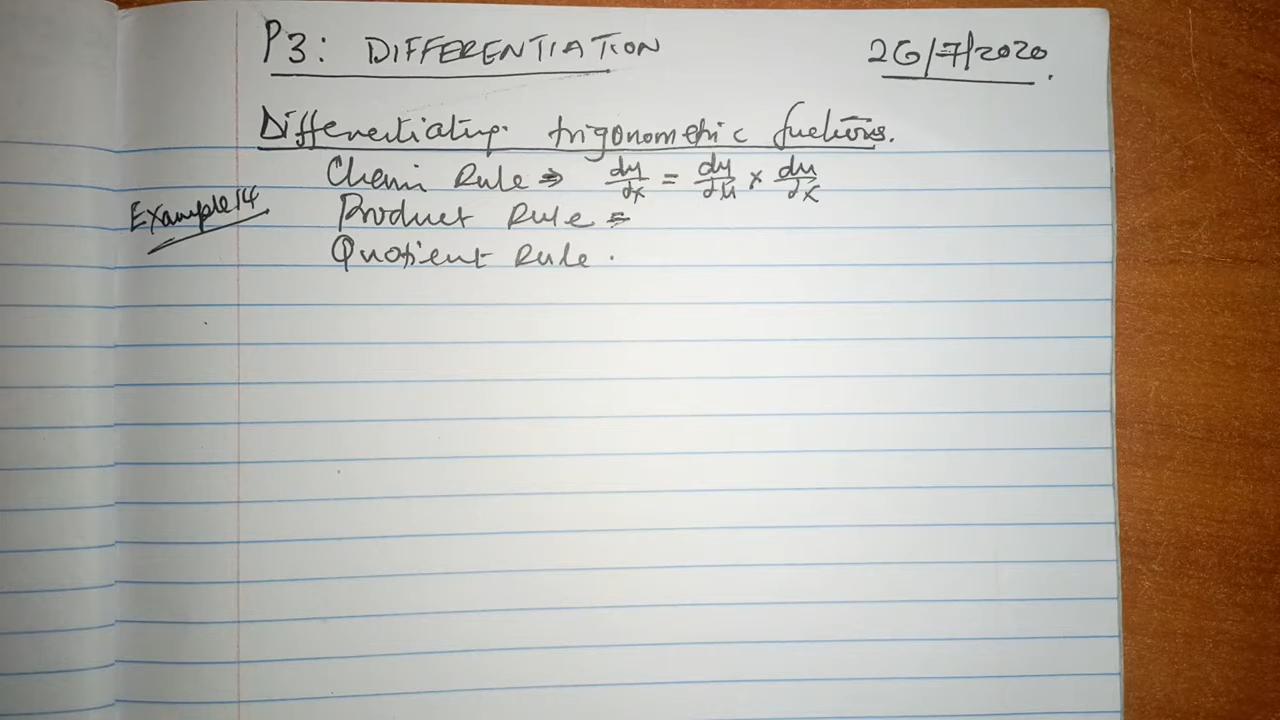 P3: DIFFERENTIATION 26/7/2020.
Differentiating trigonometric fuctions.
Chain Rule ⇒ dy/dx = dy/du × du/dx
Example 14
Product Rule =
Quotient Rule.